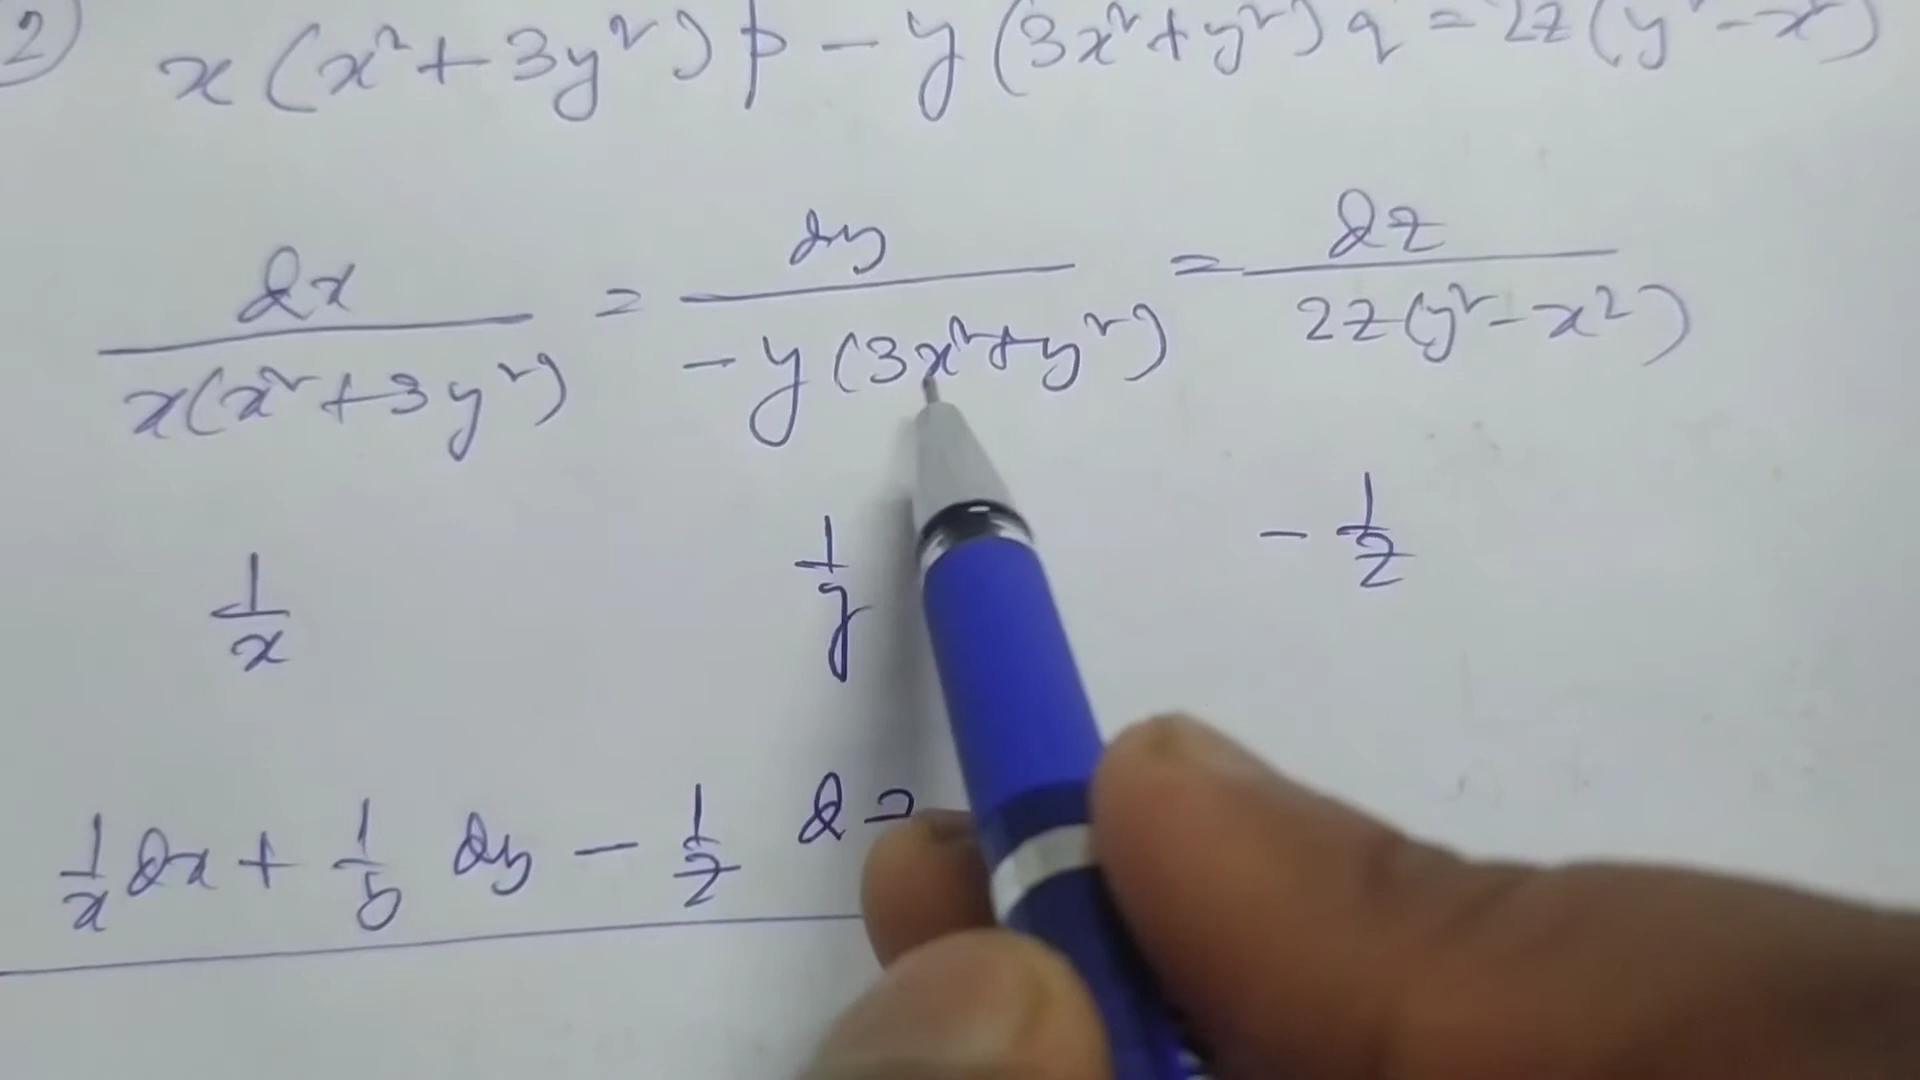 2 x(x²+3y²)p - y(3x²+y²)q = 2z(y²-x²)
dx/x(x²+3y²) = dy/-y(3x²+y²) = dz/2z(y²-x²)
1/x 1/y - 1/z
1/x dx + 1/y dy - 1/z dz